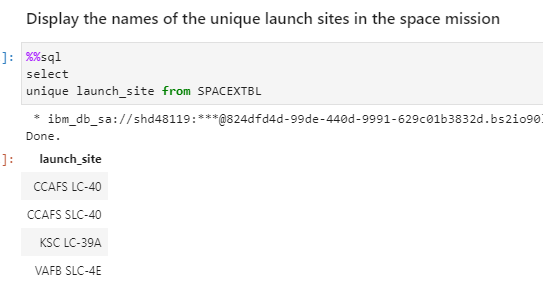 Display the names of the unique launch sites in the space mission
]: %%sql
select
unique launch_site from SPACEXTBL
* ibm_db_sa://shd48119:***@824dfd4d-99de-440d-9991-629c01b3832d.bs2io90l
Done.
]: launch_site
CCAFS LC-40
CCAFS SLC-40
KSC LC-39A
VAFB SLC-4E